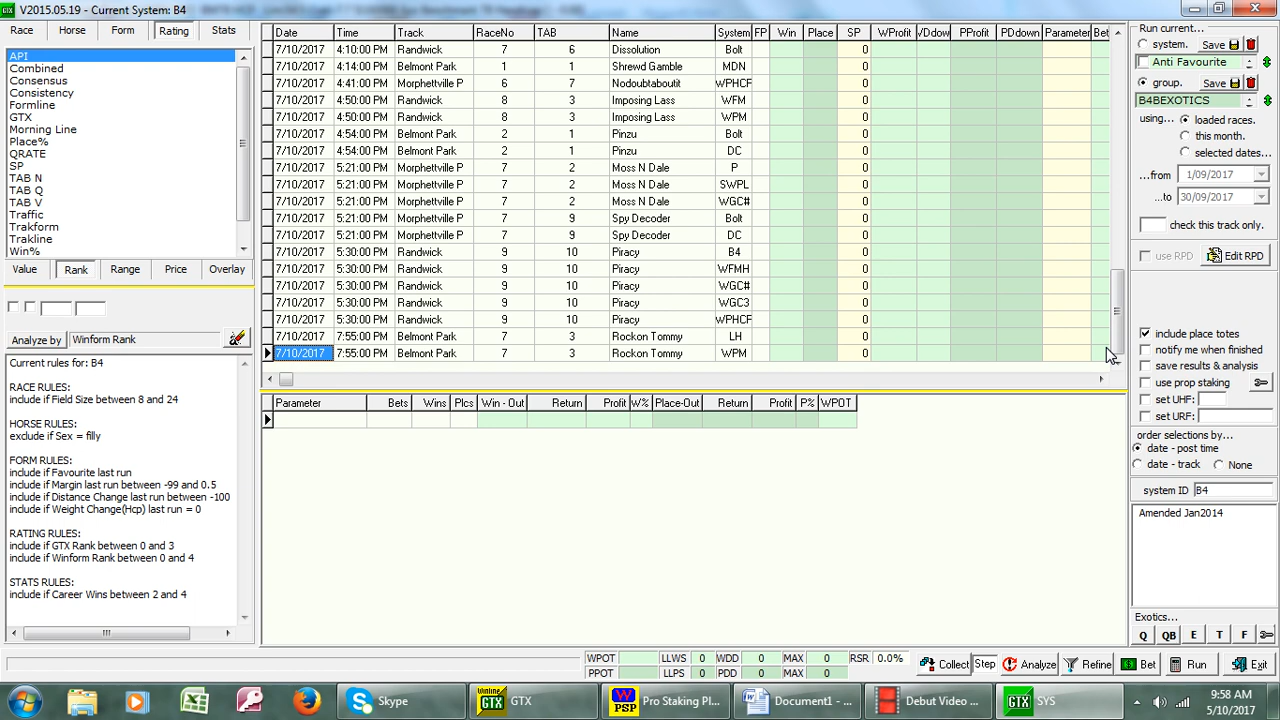 V2015.05.19 - Current System: B4
Race Horse Form Rating Stats
API
Combined
Consensus
Consistency
Formline
GTX
Morning Line
Place%
QRATE
SP
TAB N
TAB Q
TAB V
Traffic
Trakform
Trakline
Win%
Value Rank Range Price Overlay
Analyze by Winform Rank
Current rules for: B4
RACE RULES:
include if Field Size between 8 and 24
HORSE RULES:
exclude if Sex = filly
FORM RULES:
include if Favourite last run
include if Margin last run between -99 and 0.5
include if Distance Change last run between -100
include if Weight Change(Hcp) last run = 0
RATING RULES:
include if GTX Rank between 0 and 3
include if Winform Rank between 0 and 4
STATS RULES:
include if Career Wins between 2 and 4
Date Time Track RaceNo TAB Name System FP Win Place SP WProfit WDdown PProfit PDdown Parameter Bet
7/10/2017 4:10:00 PM Randwick 7 6 Dissolution Bolt 0
7/10/2017 4:14:00 PM Belmont Park 1 1 Shrewd Gamble MDN 0
7/10/2017 4:41:00 PM Morphettville P 6 7 Nodoubtaboutit WPHCF 0
7/10/2017 4:50:00 PM Randwick 8 3 Imposing Lass WFM 0
7/10/2017 4:50:00 PM Randwick 8 3 Imposing Lass WPM 0
7/10/2017 4:54:00 PM Belmont Park 2 1 Pinzu Bolt 0
7/10/2017 4:54:00 PM Belmont Park 2 1 Pinzu DC 0
7/10/2017 5:21:00 PM Morphettville P 7 2 Moss N Dale P 0
7/10/2017 5:21:00 PM Morphettville P 7 2 Moss N Dale SWPL 0
7/10/2017 5:21:00 PM Morphettville P 7 2 Moss N Dale WGC# 0
7/10/2017 5:21:00 PM Morphettville P 7 9 Spy Decoder Bolt 0
7/10/2017 5:21:00 PM Morphettville P 7 9 Spy Decoder DC 0
7/10/2017 5:30:00 PM Randwick 9 10 Piracy B4 0
7/10/2017 5:30:00 PM Randwick 9 10 Piracy WFMH 0
7/10/2017 5:30:00 PM Randwick 9 10 Piracy WGC# 0
7/10/2017 5:30:00 PM Randwick 9 10 Piracy WGC3 0
7/10/2017 5:30:00 PM Randwick 9 10 Piracy WPHCF 0
7/10/2017 7:55:00 PM Belmont Park 7 3 Rockon Tommy LH 0
7/10/2017 7:55:00 PM Belmont Park 7 3 Rockon Tommy WPM 0
Parameter Bets Wins Plcs Win - Out Return Profit W% Place-Out Return Profit P% WPOT
Run current...
system. Save
Anti Favourite
group. Save
B4BEXOTICS
using... loaded races.
this month.
selected dates...
...from 1/09/2017
...to 30/09/2017
check this track only.
use RPD Edit RPD
include place totes
notify me when finished
save results & analysis
use prop staking
set UHF:
set URF:
order selections by...
date - post time
date - track None
system ID B4
Amended Jan2014
Exotics...
Q QB E T F
WPOT LLWS 0 WDD 0 MAX 0 RSR 0.0%
PPOT LLPS 0 PDD 0 MAX 0
Collect Step Analyze Refine Bet Run Exit
Skype GTX Pro Staking Pl... Document1 - ... Debut Video ... SYS
9:58 AM
5/10/2017